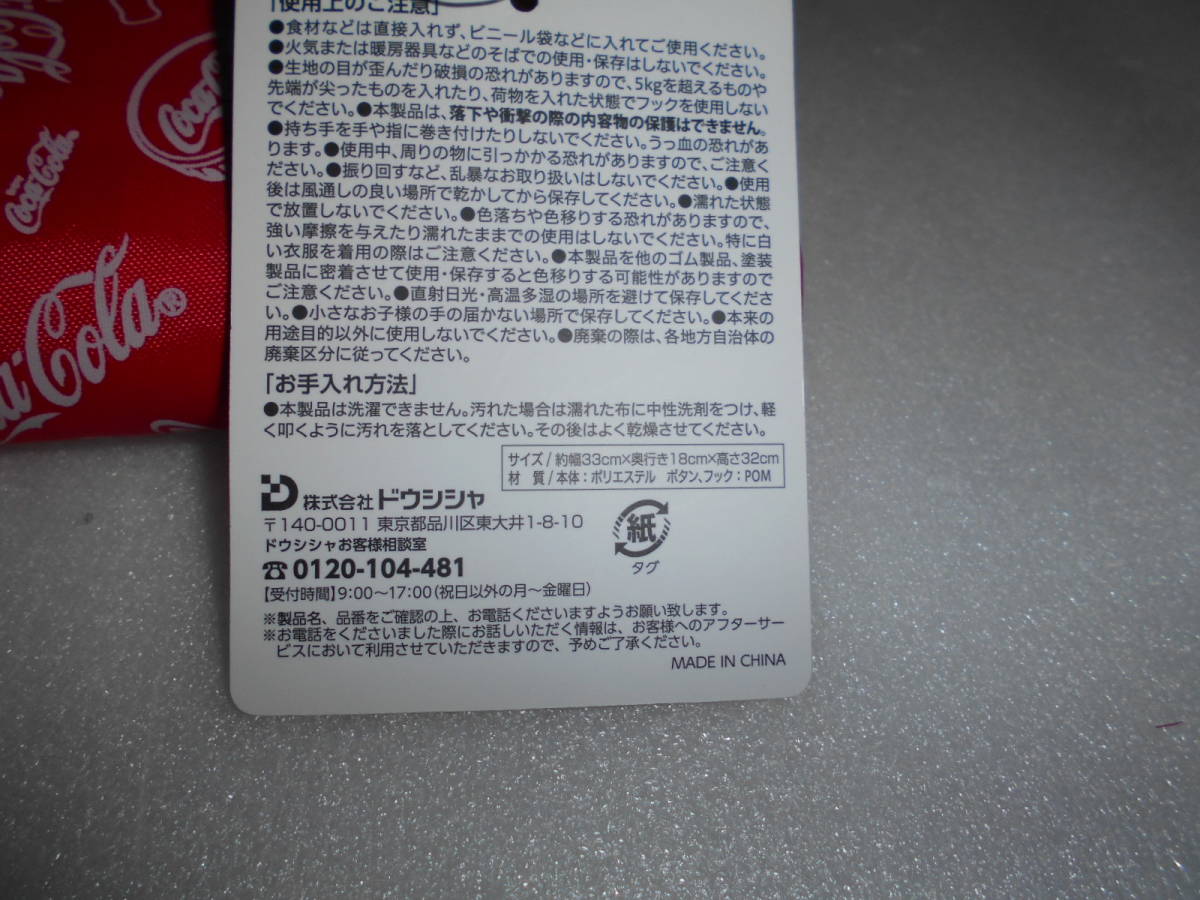 「使用上のご注意」
●食材などは直接入れず、ビニール袋などに入れてご使用ください。
●火気または暖房器具などのそばでの使用・保存はしないでください。
●生地の目が歪んだり破損の恐れがありますので、5kgを超えるものや
先端が尖ったものを入れたり、荷物を入れた状態でフックを使用しない
でください。●本製品は、落下や衝撃の際の内容物の保護はできません。
●持ち手を手や指に巻き付けたりしないでください。うっ血の恐れがあ
ります。●使用中、周りの物に引っかかる恐れがありますので、ご注意く
ださい。●振り回すなど、乱暴なお取り扱いはしないでください。●使用
後は風通しの良い場所で乾かしてから保存してください。●濡れた状態
で放置しないでください。●色落ちや色移りする恐れがありますので、
強い摩擦を与えたり濡れたままでの使用はしないでください。特に白
い衣服を着用の際はご注意ください。●本製品を他のゴム製品、塗装
製品に密着させて使用・保存すると色移りする可能性がありますので
ご注意ください。●直射日光・高温多湿の場所を避けて保存してくださ
い。●小さなお子様の手の届かない場所で保存してください。●本来の
用途目的以外に使用しないでください。●廃棄の際は、各地方自治体の
廃棄区分に従ってください。
「お手入れ方法」
●本製品は洗濯できません。汚れた場合は濡れた布に中性洗剤をつけ、軽
く叩くように汚れを落としてください。その後はよく乾燥させてください。
サイズ/約幅33cm×奥行き18cm×高さ32cm
材 質/本体:ポリエステル ボタン、フック:POM
株式会社ドウシシャ
〒140-0011 東京都品川区東大井1-8-10
ドウシシャお客様相談室
☎0120-104-481
【受付時間】9:00〜17:00(祝日以外の月〜金曜日)
紙
タグ
※製品名、品番をご確認の上、お電話くださいますようお願い致します。
※お電話をくださいました際にお話しいただく情報は、お客様へのアフターサー
ビスにおいて利用させていただきますので、予めご了承ください。
MADE IN CHINA
Coca-Cola
Coca-Cola
Cola®